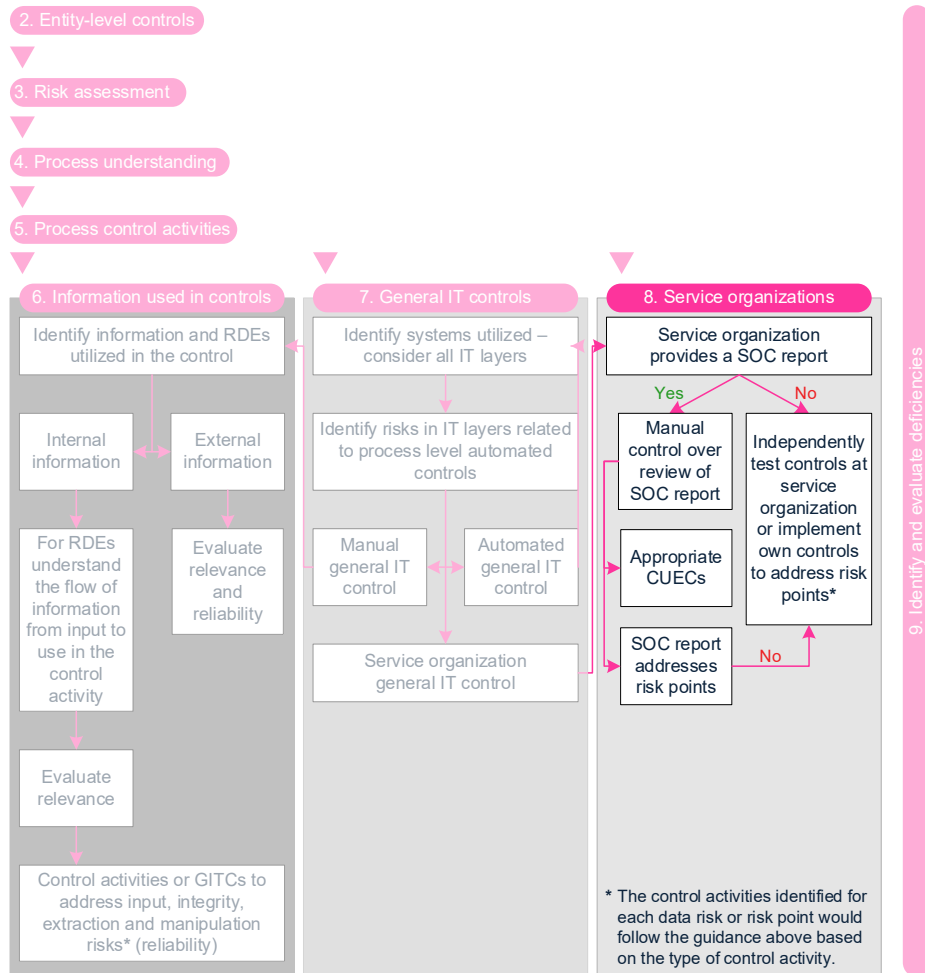 2. Entity-level controls
3. Risk assessment
4. Process understanding
5. Process control activities
6. Information used in controls
Identify information and RDEs
utilized in the control
Internal
information
External
information
For RDEs
understand
the flow of
information
from input to
use in the
control
activity
Evaluate
relevance
and
reliability
Evaluate
relevance
Control activities or GITCs to
address input, integrity,
extraction and manipulation
risks* (reliability)
7. General IT controls
Identify systems utilized –
consider all IT layers
Identify risks in IT layers related
to process level automated
controls
Manual
general IT
control
Automated
general IT
control
Service organization
general IT control
8. Service organizations
Service organization
provides a SOC report
Yes
No
Manual
control over
review of
SOC report
Independently
test controls at
service
organization
or implement
own controls
to address risk
points*
Appropriate
CUECs
SOC report
addresses
risk points
No
* The control activities identified for
each data risk or risk point would
follow the guidance above based
on the type of control activity.
9. Identify and evaluate deficiencies